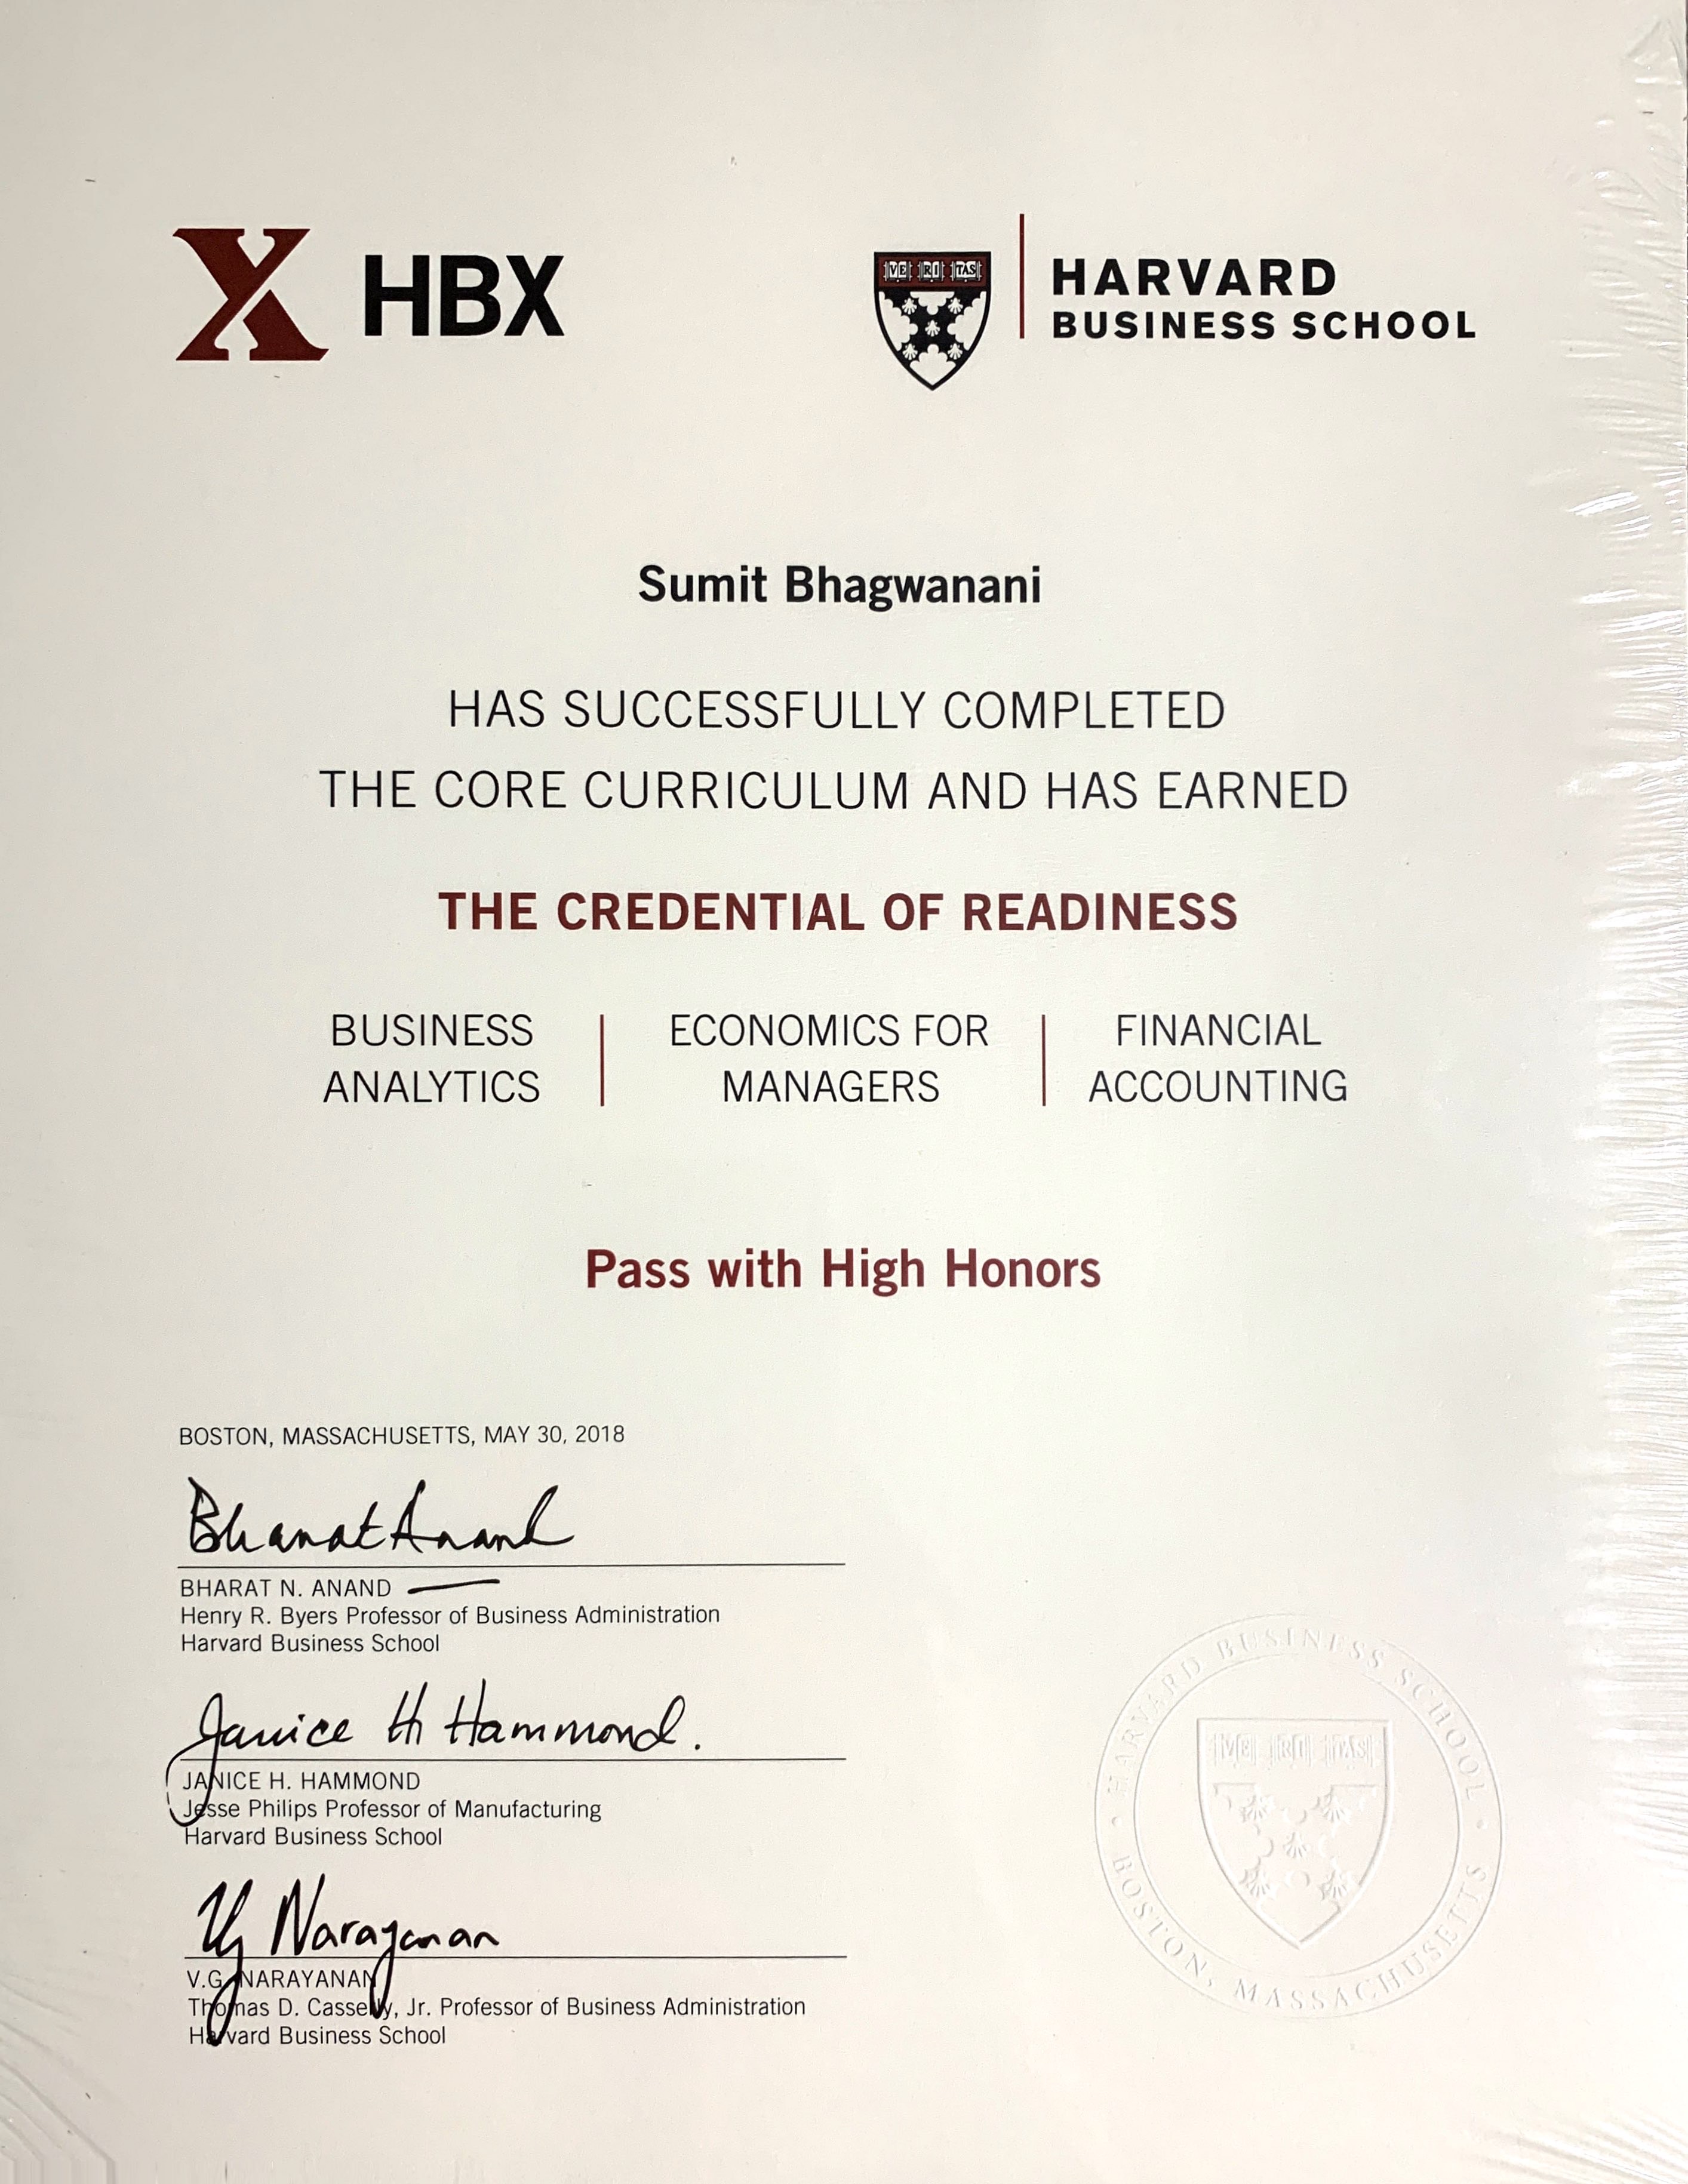 X HBX
VE RI TAS
HARVARD
BUSINESS SCHOOL
Sumit Bhagwanani
HAS SUCCESSFULLY COMPLETED
THE CORE CURRICULUM AND HAS EARNED
THE CREDENTIAL OF READINESS
BUSINESS
ANALYTICS
ECONOMICS FOR
MANAGERS
FINANCIAL
ACCOUNTING
Pass with High Honors
BOSTON, MASSACHUSETTS, MAY 30, 2018
Bharat Anand
BHARAT N. ANAND
Henry R. Byers Professor of Business Administration
Harvard Business School
Janice H Hammond.
JANICE H. HAMMOND
Jesse Philips Professor of Manufacturing
Harvard Business School
VG Narayanan
V.G. NARAYANAN
Thomas D. Casserly, Jr. Professor of Business Administration
Harvard Business School
HARVARD BUSINESS SCHOOL
VE RI TAS
BOSTON, MASSACHUSETTS